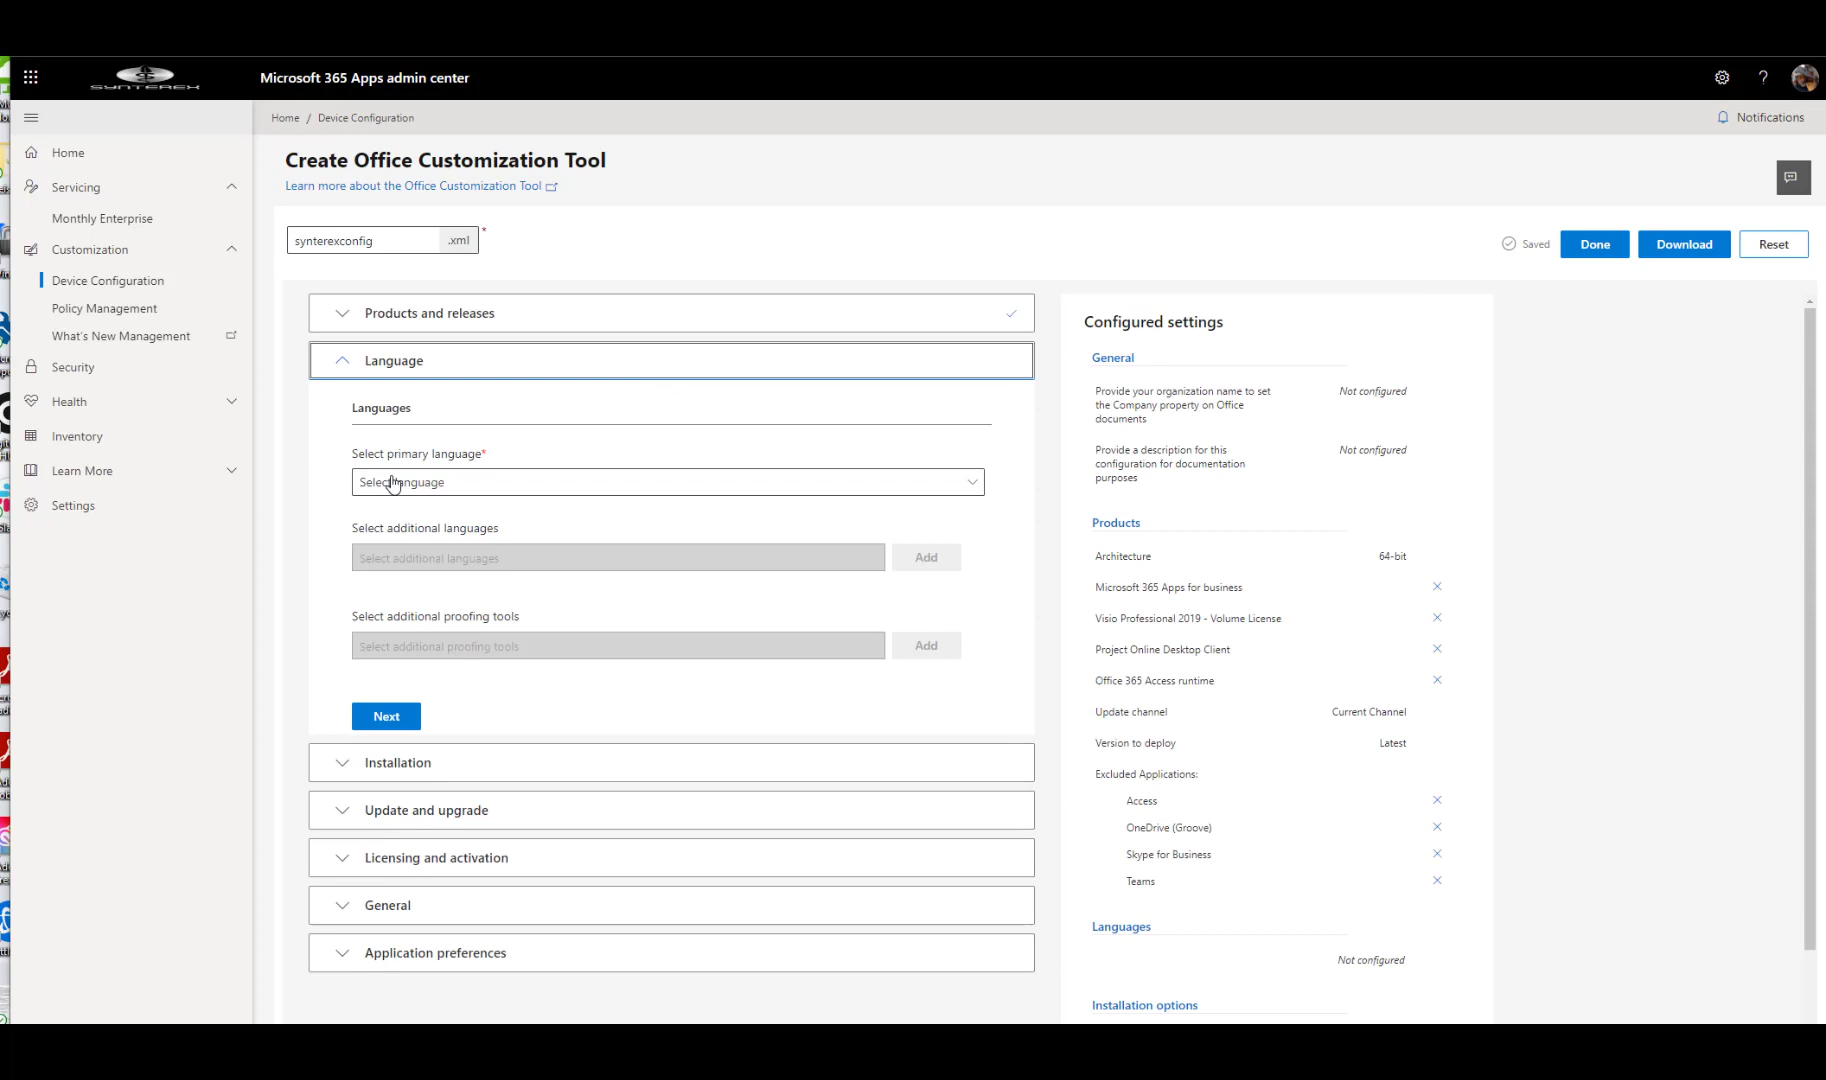 SYNTEREX
Microsoft 365 Apps admin center
?
Home / Device Configuration
Notifications
Home
Servicing
Monthly Enterprise
Customization
Device Configuration
Policy Management
What's New Management
Security
Health
Inventory
Learn More
Settings
Create Office Customization Tool
Learn more about the Office Customization Tool
synterexconfig .xml *
Saved
Done
Download
Reset
Products and releases
Language
Languages
Select primary language*
Select language
Select additional languages
Select additional languages Add
Select additional proofing tools
Select additional proofing tools Add
Next
Installation
Update and upgrade
Licensing and activation
General
Application preferences
Configured settings
General
Provide your organization name to set Not configured
the Company property on Office
documents
Provide a description for this Not configured
configuration for documentation
purposes
Products
Architecture 64-bit
Microsoft 365 Apps for business
Visio Professional 2019 - Volume License
Project Online Desktop Client
Office 365 Access runtime
Update channel Current Channel
Version to deploy Latest
Excluded Applications:
Access
OneDrive (Groove)
Skype for Business
Teams
Languages
Not configured
Installation options